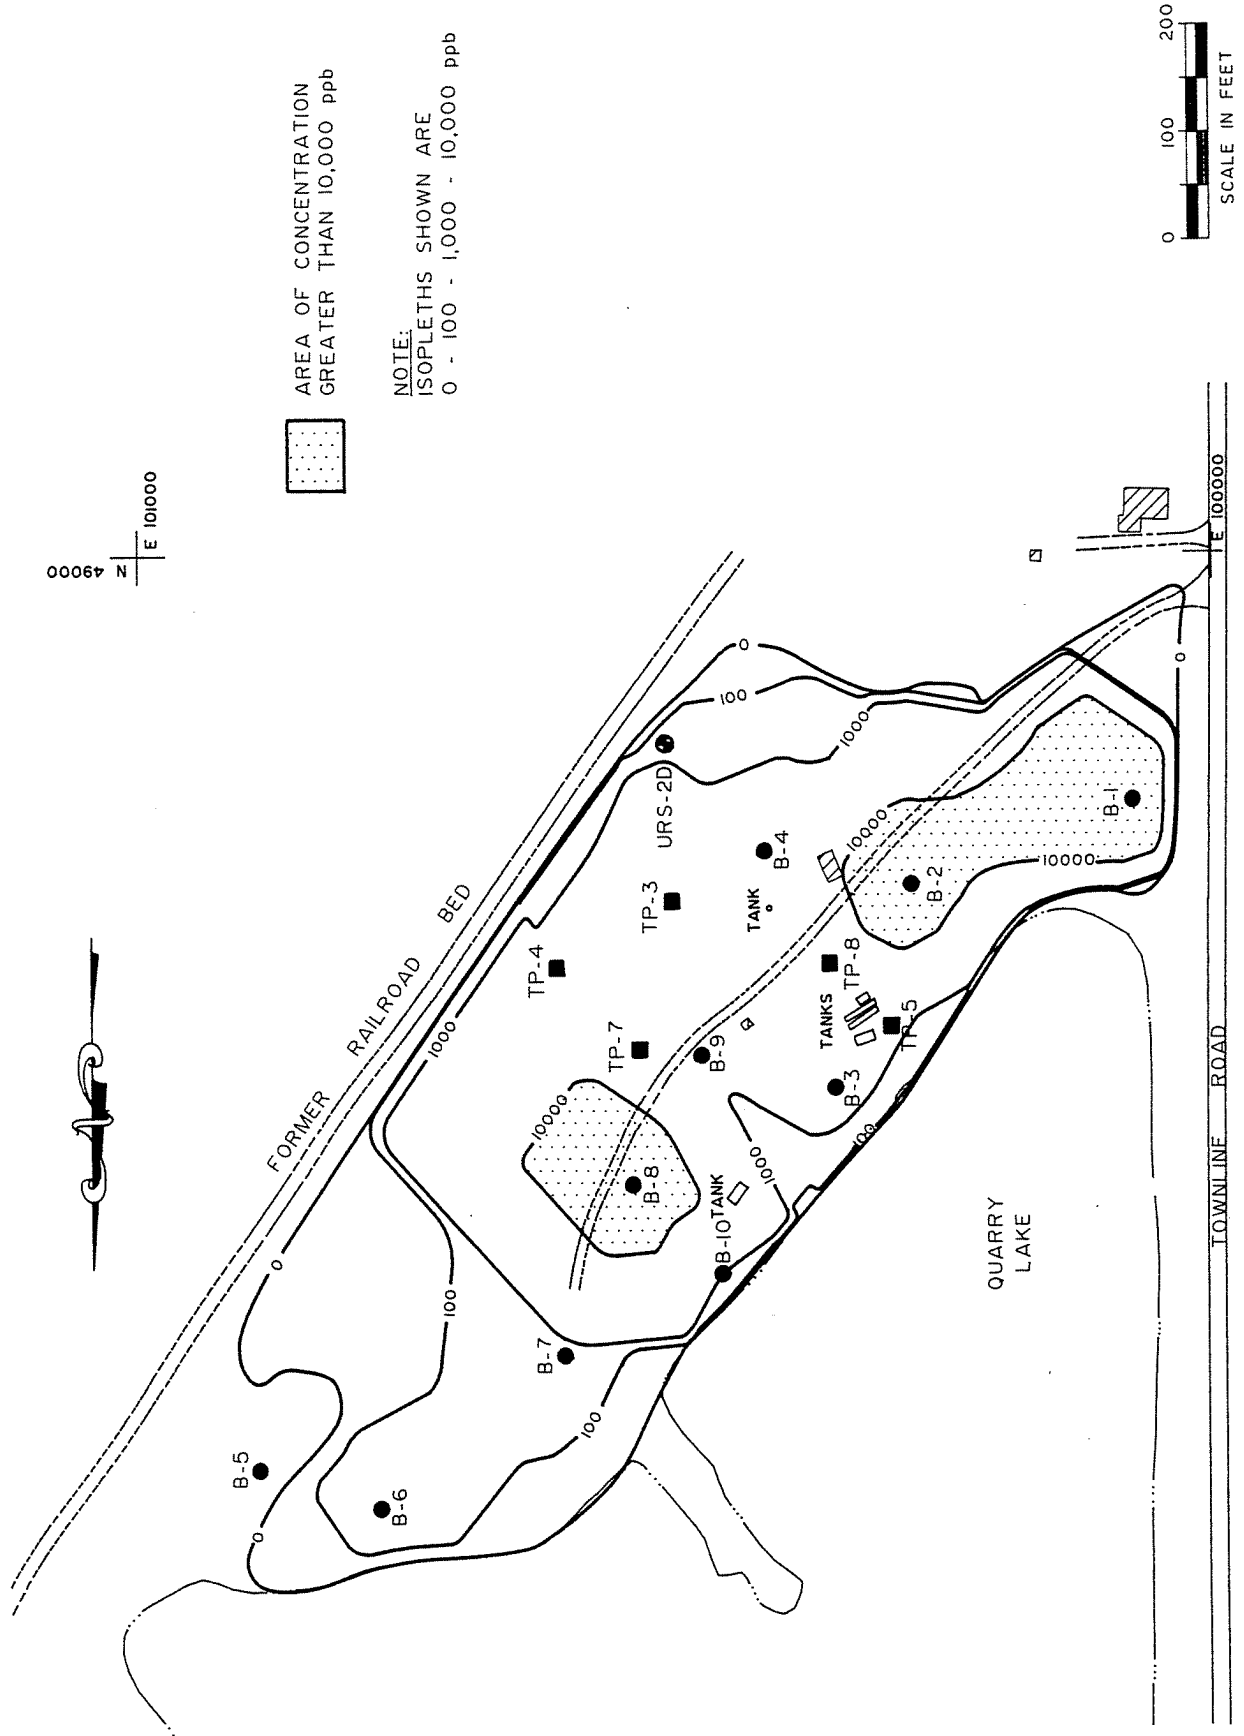 N 49000
E 101000
AREA OF CONCENTRATION
GREATER THAN 10,000 ppb
NOTE:
ISOPLETHS SHOWN ARE
0 - 100 - 1,000 - 10,000 ppb
FORMER RAILROAD BED
0
100
1000
0
100
1000
0
100
10000
10000
10000
1000
100
0
0
URS-2D
TP-3
TP-4
TP-7
TP-8
TP-5
B-1
B-2
B-3
B-4
B-5
B-6
B-7
B-8
B-9
B-10
TANK
TANKS
TANK
QUARRY
LAKE
TOWNLINE ROAD
E 100000
0 100 200
SCALE IN FEET